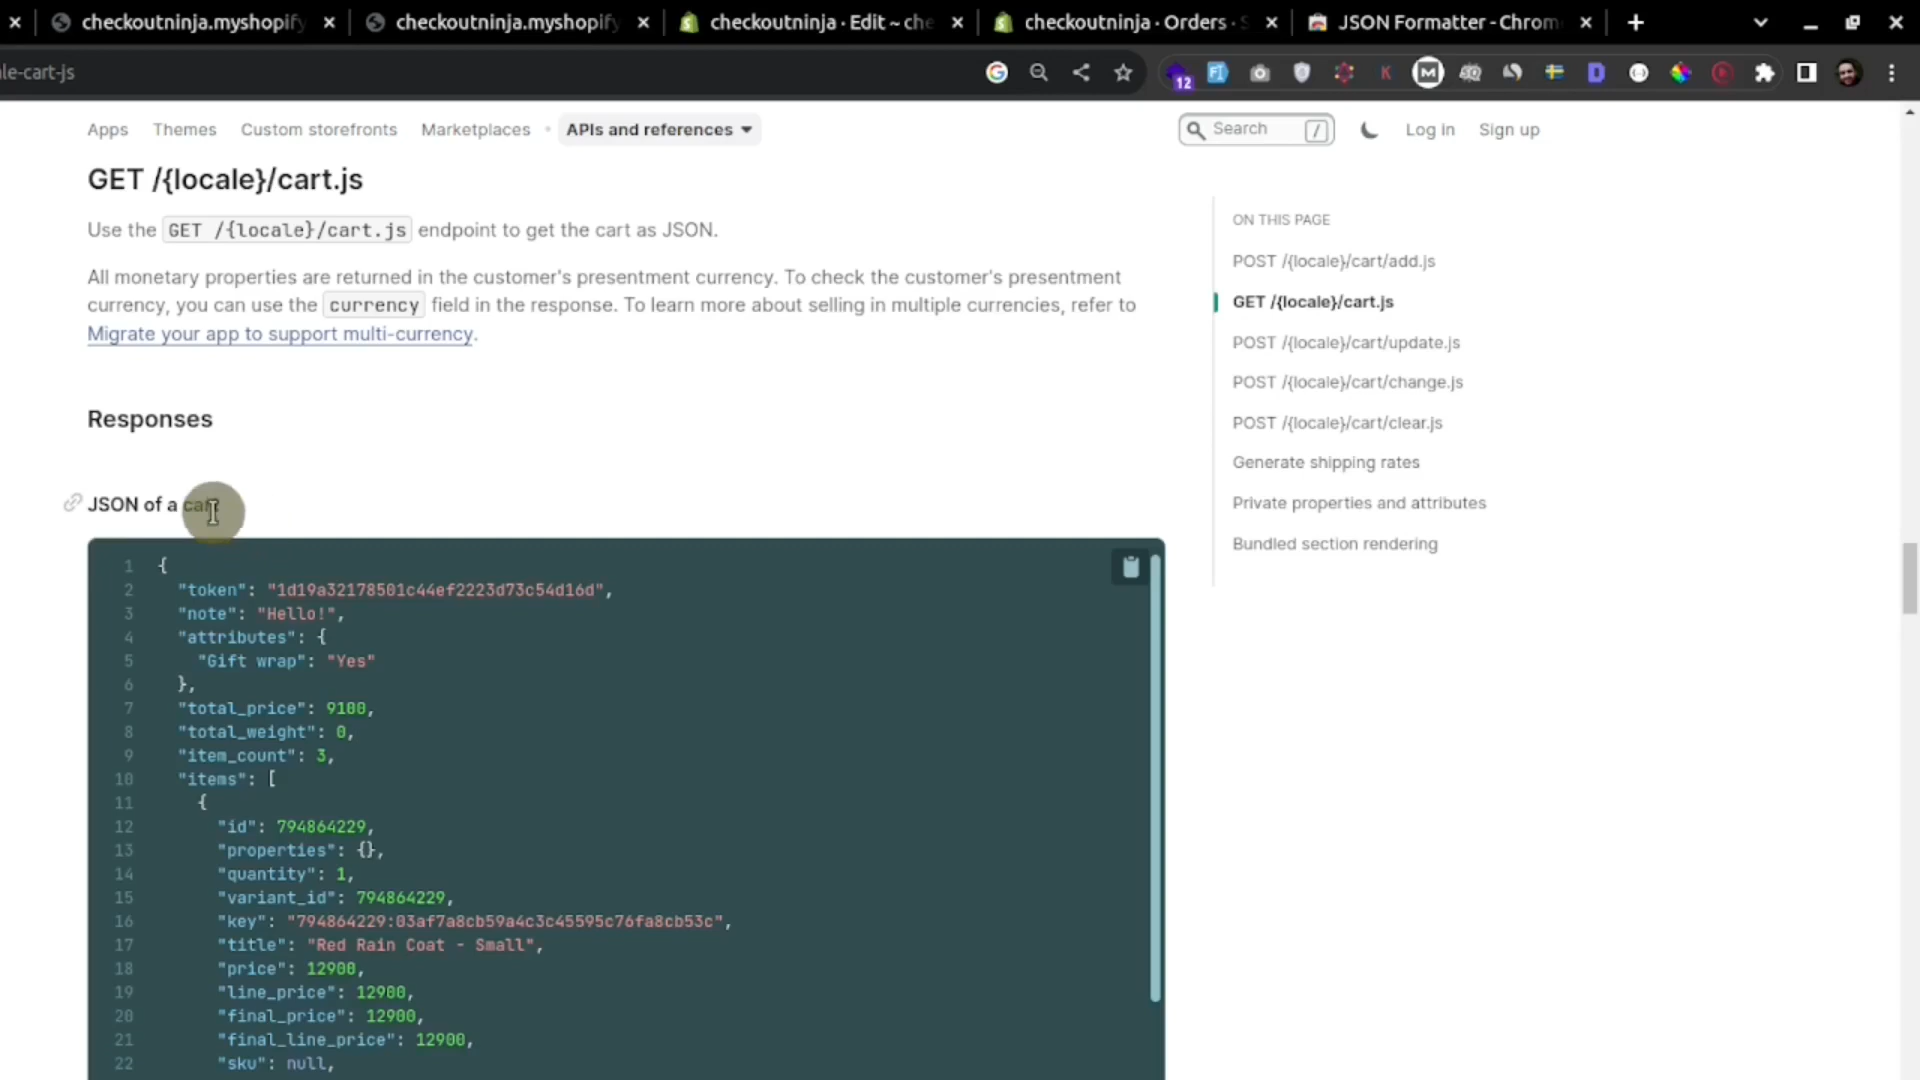 checkoutninja.myshopify
checkoutninja.myshopify
checkoutninja · Edit ~ che
checkoutninja · Orders · S
JSON Formatter - Chrom
le-cart-js
12
Apps Themes Custom storefronts Marketplaces • APIs and references
Search /
Log in Sign up
GET /{locale}/cart.js
Use the GET /{locale}/cart.js endpoint to get the cart as JSON.
All monetary properties are returned in the customer's presentment currency. To check the customer's presentment
currency, you can use the currency field in the response. To learn more about selling in multiple currencies, refer to
Migrate your app to support multi-currency.
Responses
JSON of a cart
1 {
2 "token": "1d19a32178501c44ef2223d73c54d16d",
3 "note": "Hello!",
4 "attributes": {
5 "Gift wrap": "Yes"
6 },
7 "total_price": 9100,
8 "total_weight": 0,
9 "item_count": 3,
10 "items": [
11 {
12 "id": 794864229,
13 "properties": {},
14 "quantity": 1,
15 "variant_id": 794864229,
16 "key": "794864229:03af7a8cb59a4c3c45595c76fa8cb53c",
17 "title": "Red Rain Coat - Small",
18 "price": 12900,
19 "line_price": 12900,
20 "final_price": 12900,
21 "final_line_price": 12900,
22 "sku": null,
ON THIS PAGE
POST /{locale}/cart/add.js
GET /{locale}/cart.js
POST /{locale}/cart/update.js
POST /{locale}/cart/change.js
POST /{locale}/cart/clear.js
Generate shipping rates
Private properties and attributes
Bundled section rendering